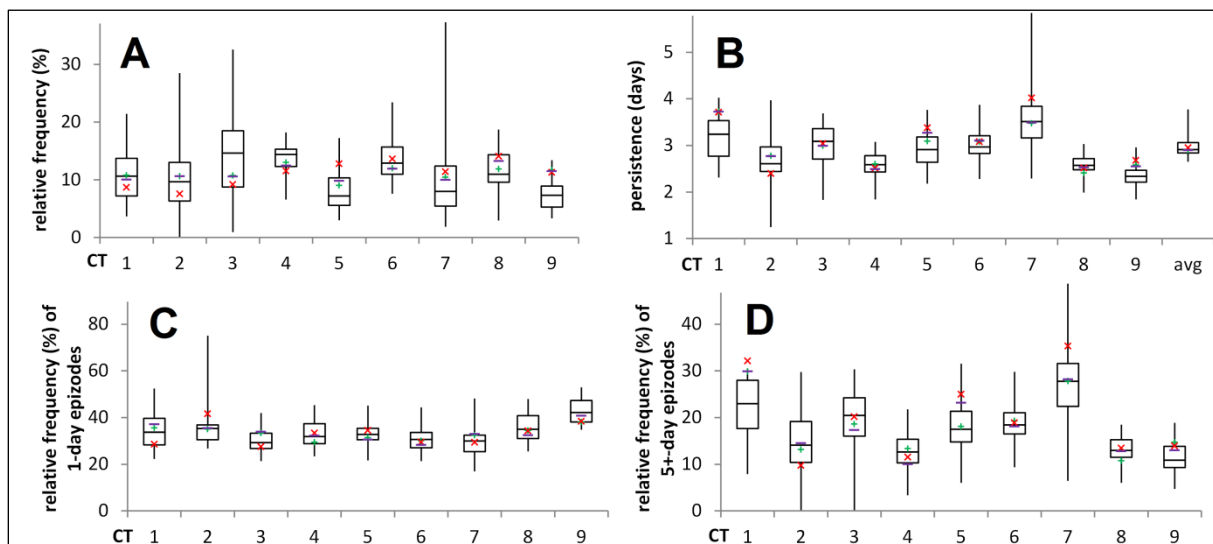 A
relative frequency (%)
30
20
10
0
CT 1 2 3 4 5 6 7 8 9
B
persistence (days)
5
4
3
2
1
CT 1 2 3 4 5 6 7 8 9 avg
C
relative frequency (%) of
1-day epizodes
80
60
40
20
0
CT 1 2 3 4 5 6 7 8 9
D
relative frequency (%) of
5+-day epizodes
40
30
20
10
0
CT 1 2 3 4 5 6 7 8 9